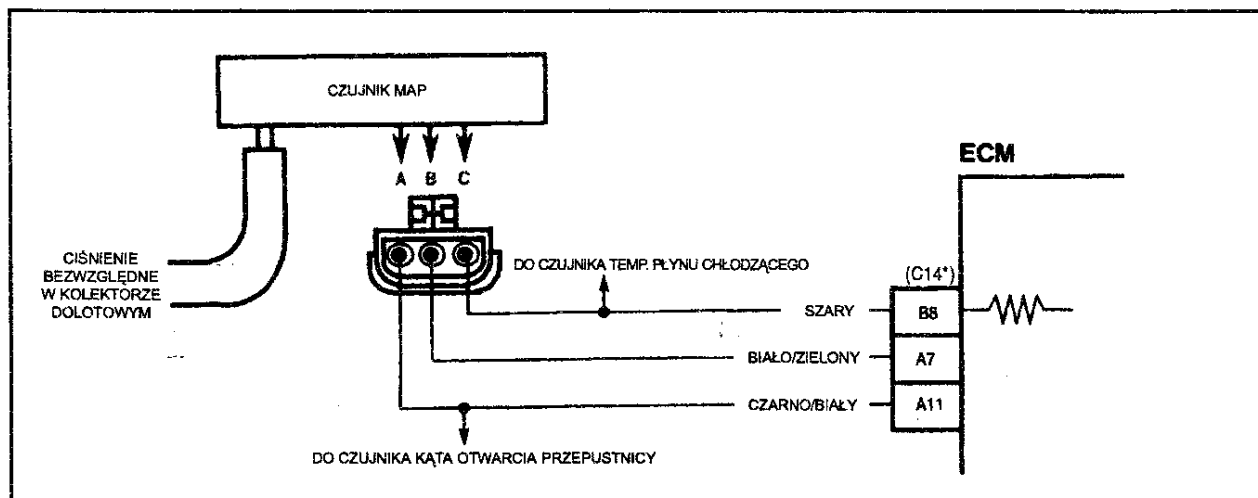 CZUJNIK MAP
A B C
ECM
CIŚNIENIE
BEZWZGLĘDNE
W KOLEKTORZE
DOLOTOWYM
DO CZUJNIKA TEMP. PŁYNU CHŁODZĄCEGO
(C14*)
SZARY B8
BIAŁO/ZIELONY A7
CZARNO/BIAŁY A11
DO CZUJNIKA KĄTA OTWARCIA PRZEPUSTNICY